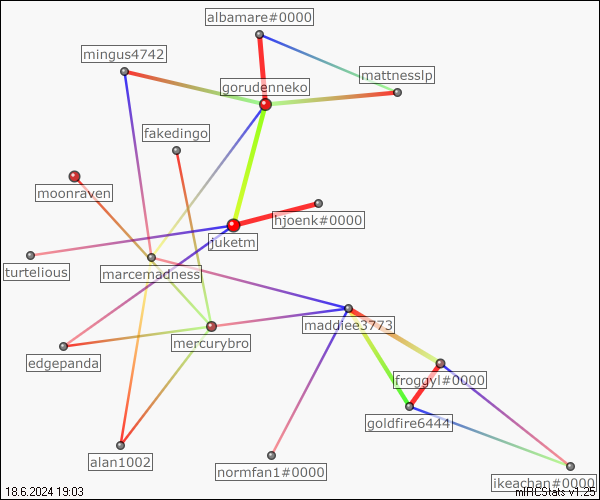 albamare#0000
mingus4742
mattnesslp
gorudenneko
fakedingo
moonraven
hjoenk#0000
juketm
turtelious
marcemadness
maddiee3773
mercurybro
edgepanda
froggyl#0000
goldfire6444
alan1002
normfan1#0000
ikeachan#0000
18.6.2024 19:03
mIRCStats v1.25